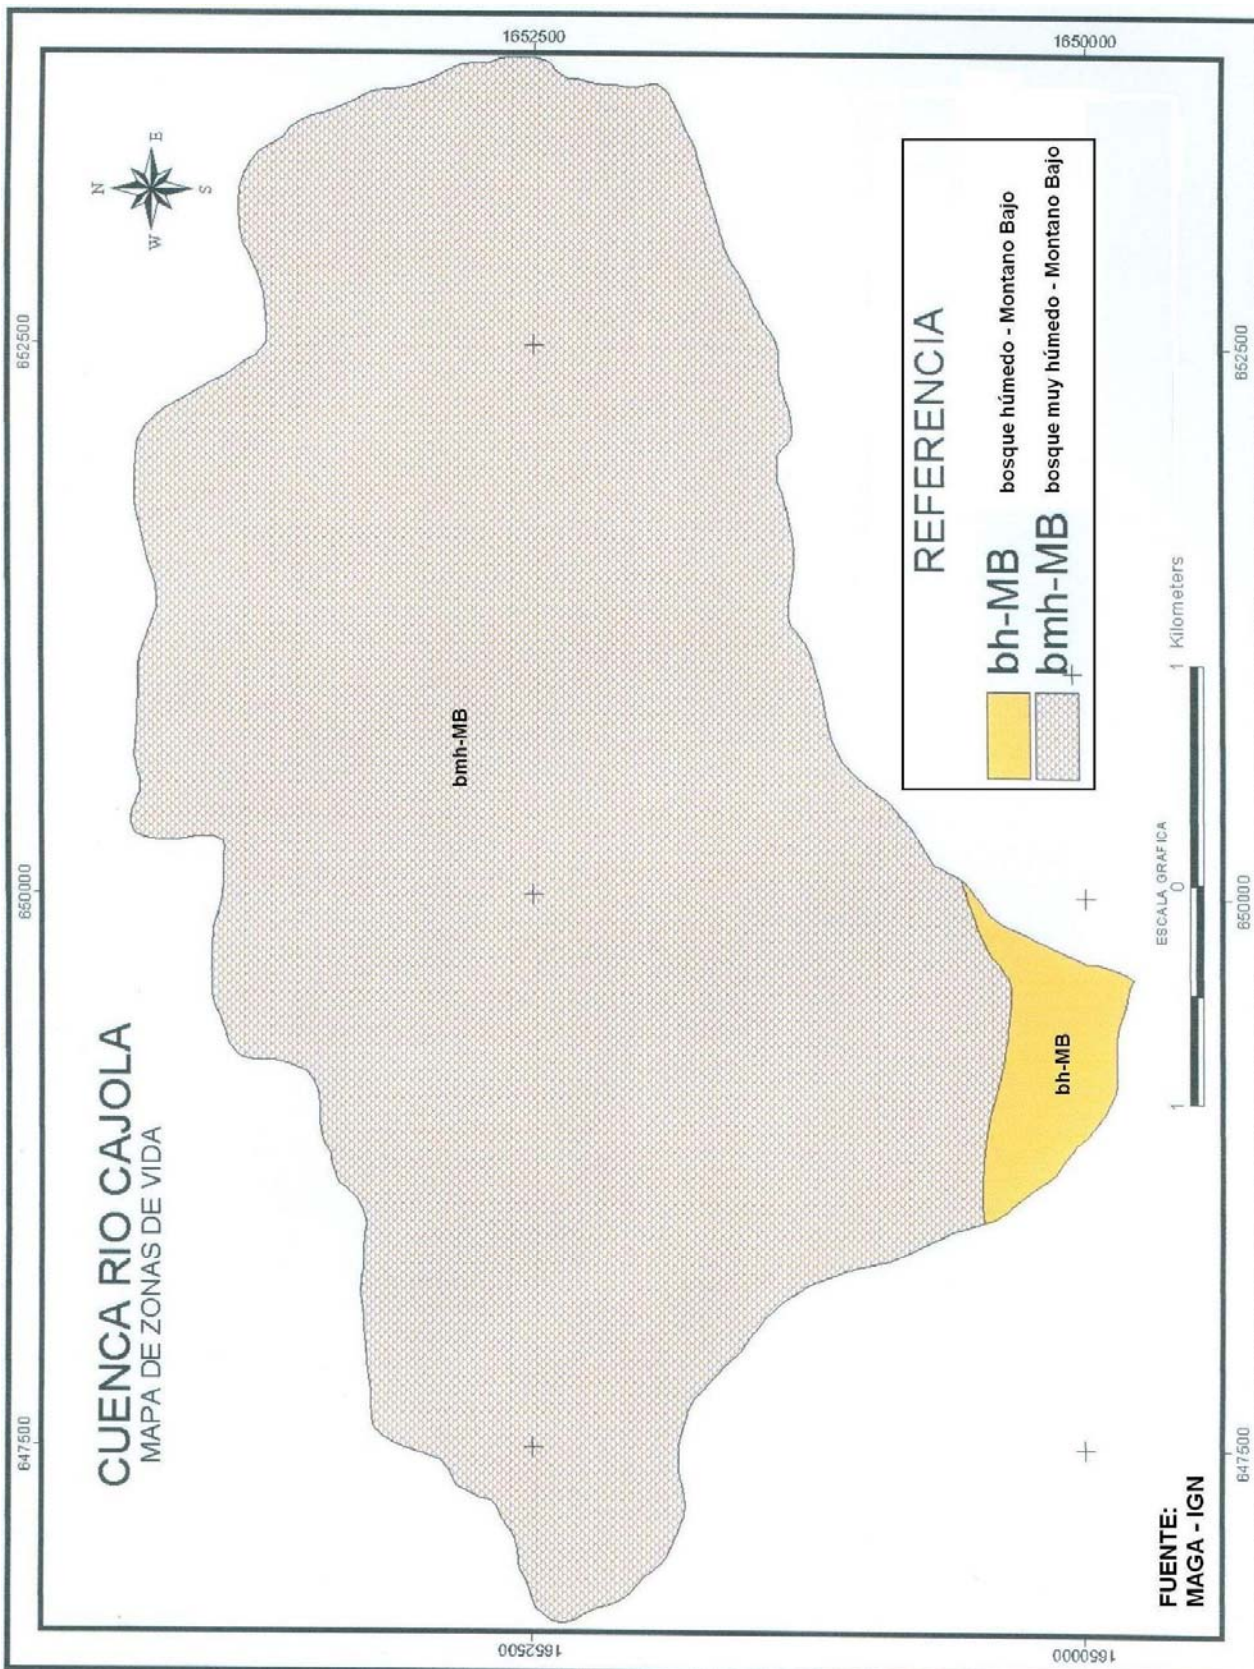 CUENCA RIO CAJOLA
MAPA DE ZONAS DE VIDA
647500
650000
652500
N
W
E
S
1652500
1650000
1652500
1650000
bmh-MB
bh-MB
REFERENCIA
bh-MB bosque húmedo - Montano Bajo
bmh-MB bosque muy húmedo - Montano Bajo
ESCALA GRAFICA
1 0 1 Kilometers
FUENTE:
MAGA - IGN
647500
650000
652500